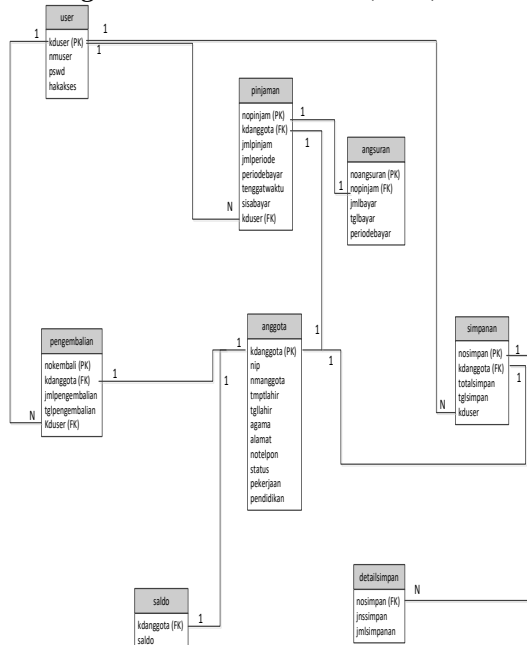 user
kduser (PK)
nmuser
pswd
hakakses
1
1
1
N
pinjaman
nopinjam (PK)
kdanggota (FK)
jmlpinjam
jmlperiode
periodebayar
tenggatwaktu
sisabayar
kduser (FK)
1
1
angsuran
noangsuran (PK)
nopinjam (FK)
jmlbayar
tglbayar
periodebayar
1
pengembalian
nokembali (PK)
kdanggota (FK)
jmlpengembalian
tglpengembalian
Kduser (FK)
1
N
anggota
kdanggota (PK)
nip
nmanggota
tmptlahir
tgllahir
agama
alamat
notelpon
status
pekerjaan
pendidikan
1
1
1
1
simpanan
nosimpan (PK)
kdanggota (FK)
totalsimpan
tglsimpan
kduser
1
1
N
saldo
kdanggota (FK)
saldo
1
detailsimpan
nosimpan (FK)
jnssimpan
jmlsimpanan
N